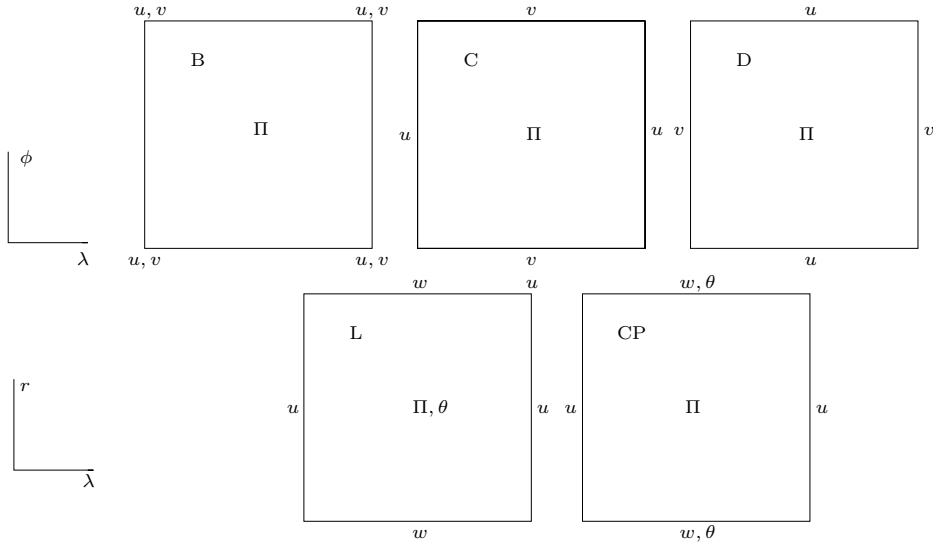 u, v u, v v u
B C D
ϕ Π u Π u v Π v
λ u, v u, v v u
w u w, θ
L CP
r u Π, θ u u Π u
λ
w w, θ